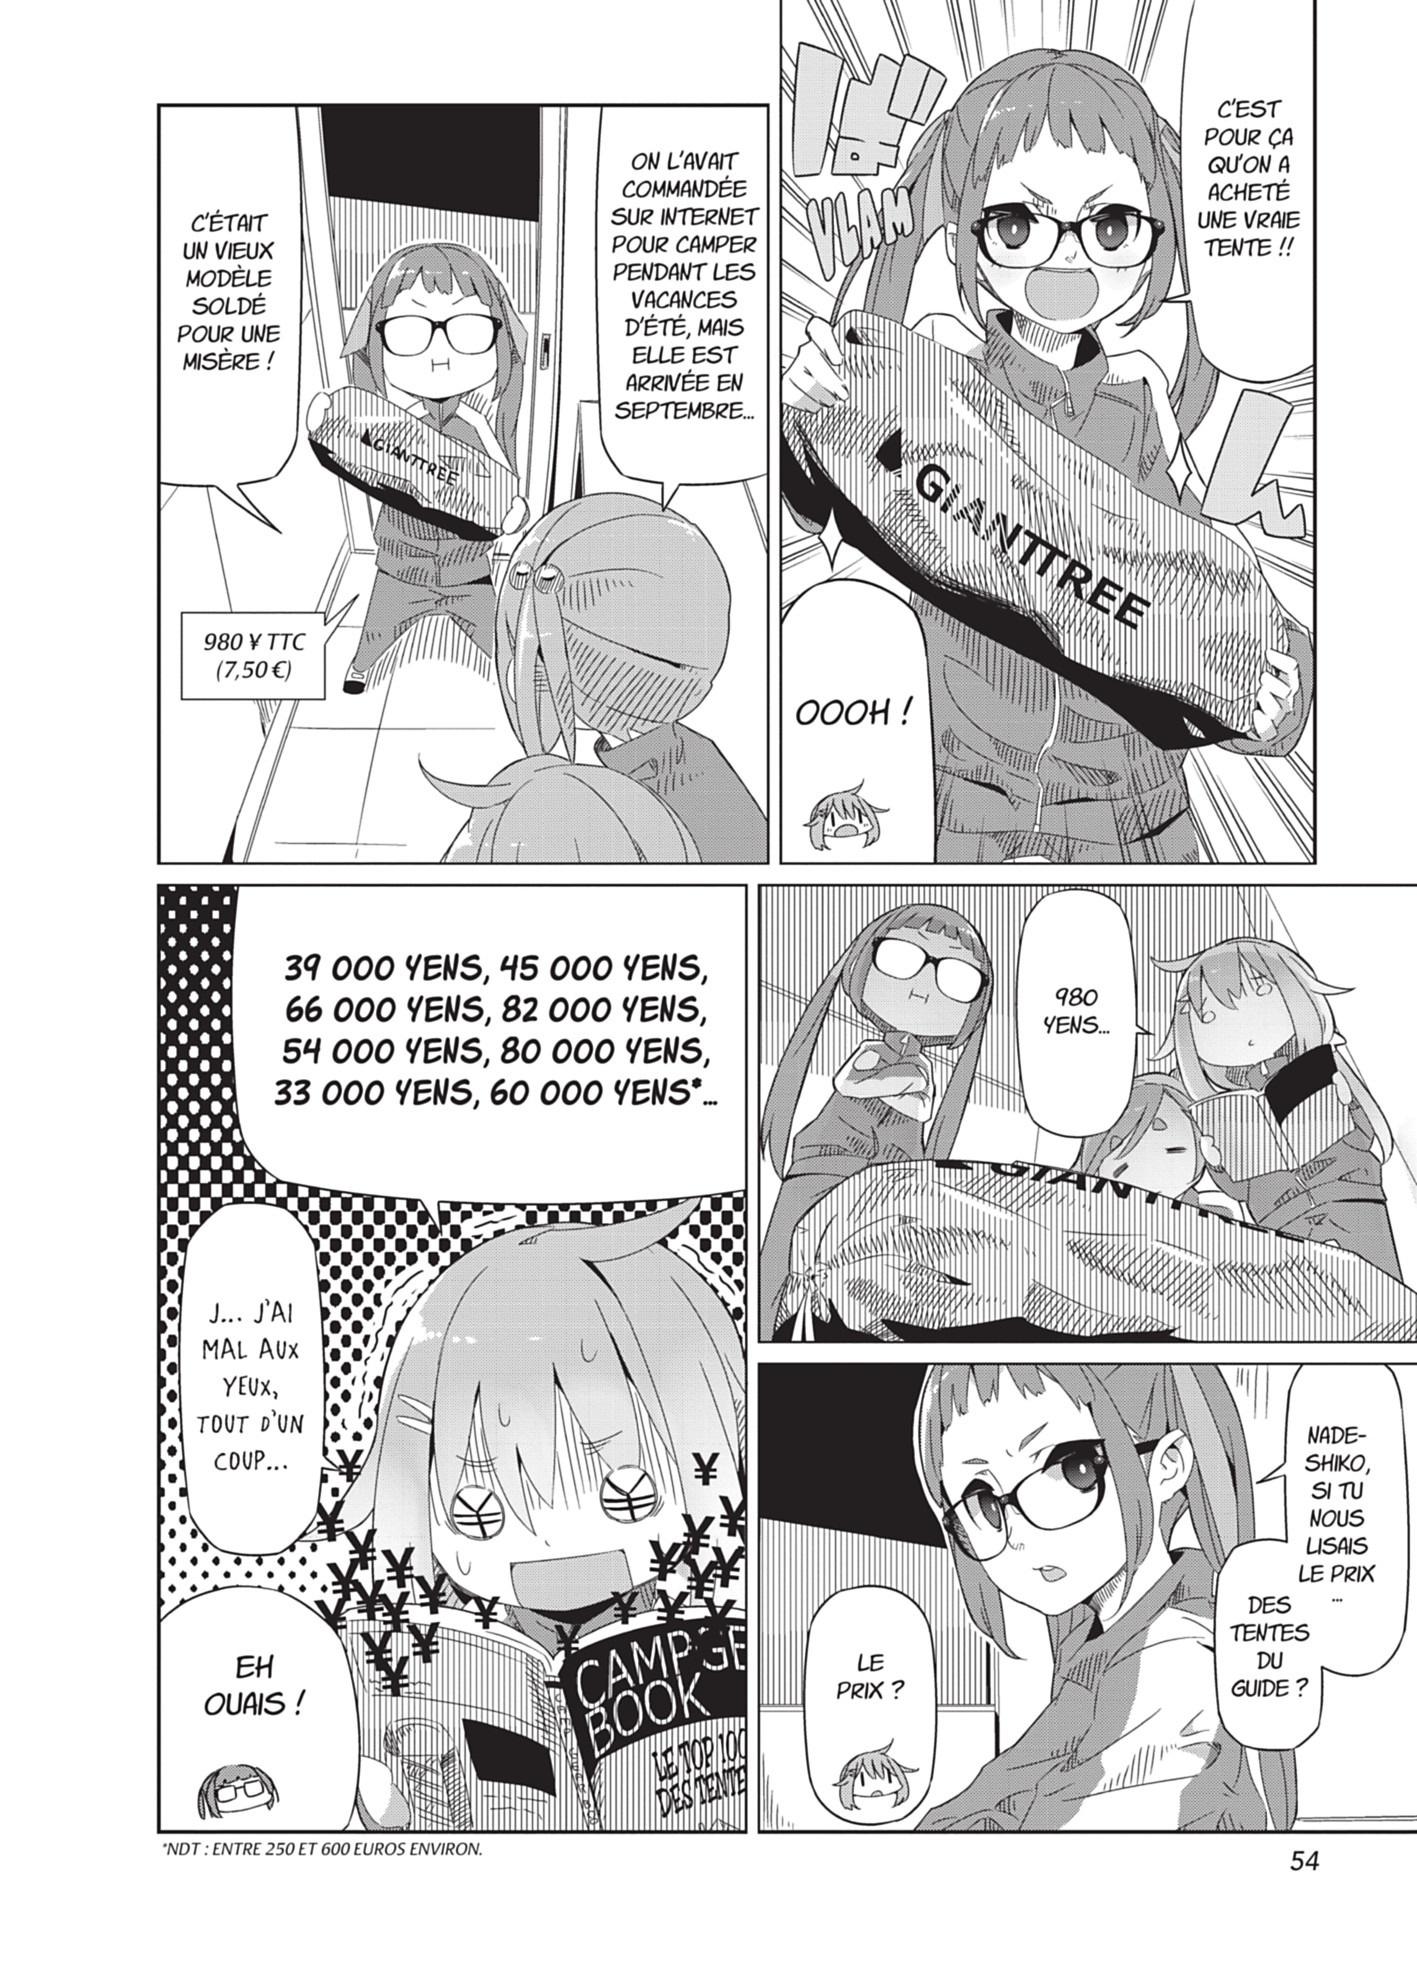 C'EST
POUR ÇA
QU'ON A
ACHETÉ
UNE VRAIE
TENTE !!
VLAM
GIANTTREE
OOOH !
ON L'AVAIT
COMMANDÉE
SUR INTERNET
POUR CAMPER
PENDANT LES
VACANCES
D'ÉTÉ, MAIS
ELLE EST
ARRIVÉE EN
SEPTEMBRE...
C'ÉTAIT
UN VIEUX
MODÈLE
SOLDÉ
POUR UNE
MISÈRE !
GIANTTREE
980 ¥ TTC
(7,50 €)
980
YENS...
GIANTTREE
NADE-
SHIKO,
SI TU
NOUS
LISAIS
LE PRIX
...
DES
TENTES
DU
GUIDE ?
LE
PRIX ?
39 000 YENS, 45 000 YENS,
66 000 YENS, 82 000 YENS,
54 000 YENS, 80 000 YENS,
33 000 YENS, 60 000 YENS*...
J... J'AI
MAL AUX
YEUX,
TOUT D'UN
COUP...
EH
OUAIS !
CAMP GE
BOOK
LE TOP 100
DES TENTE
*NDT : ENTRE 250 ET 600 EUROS ENVIRON.
54